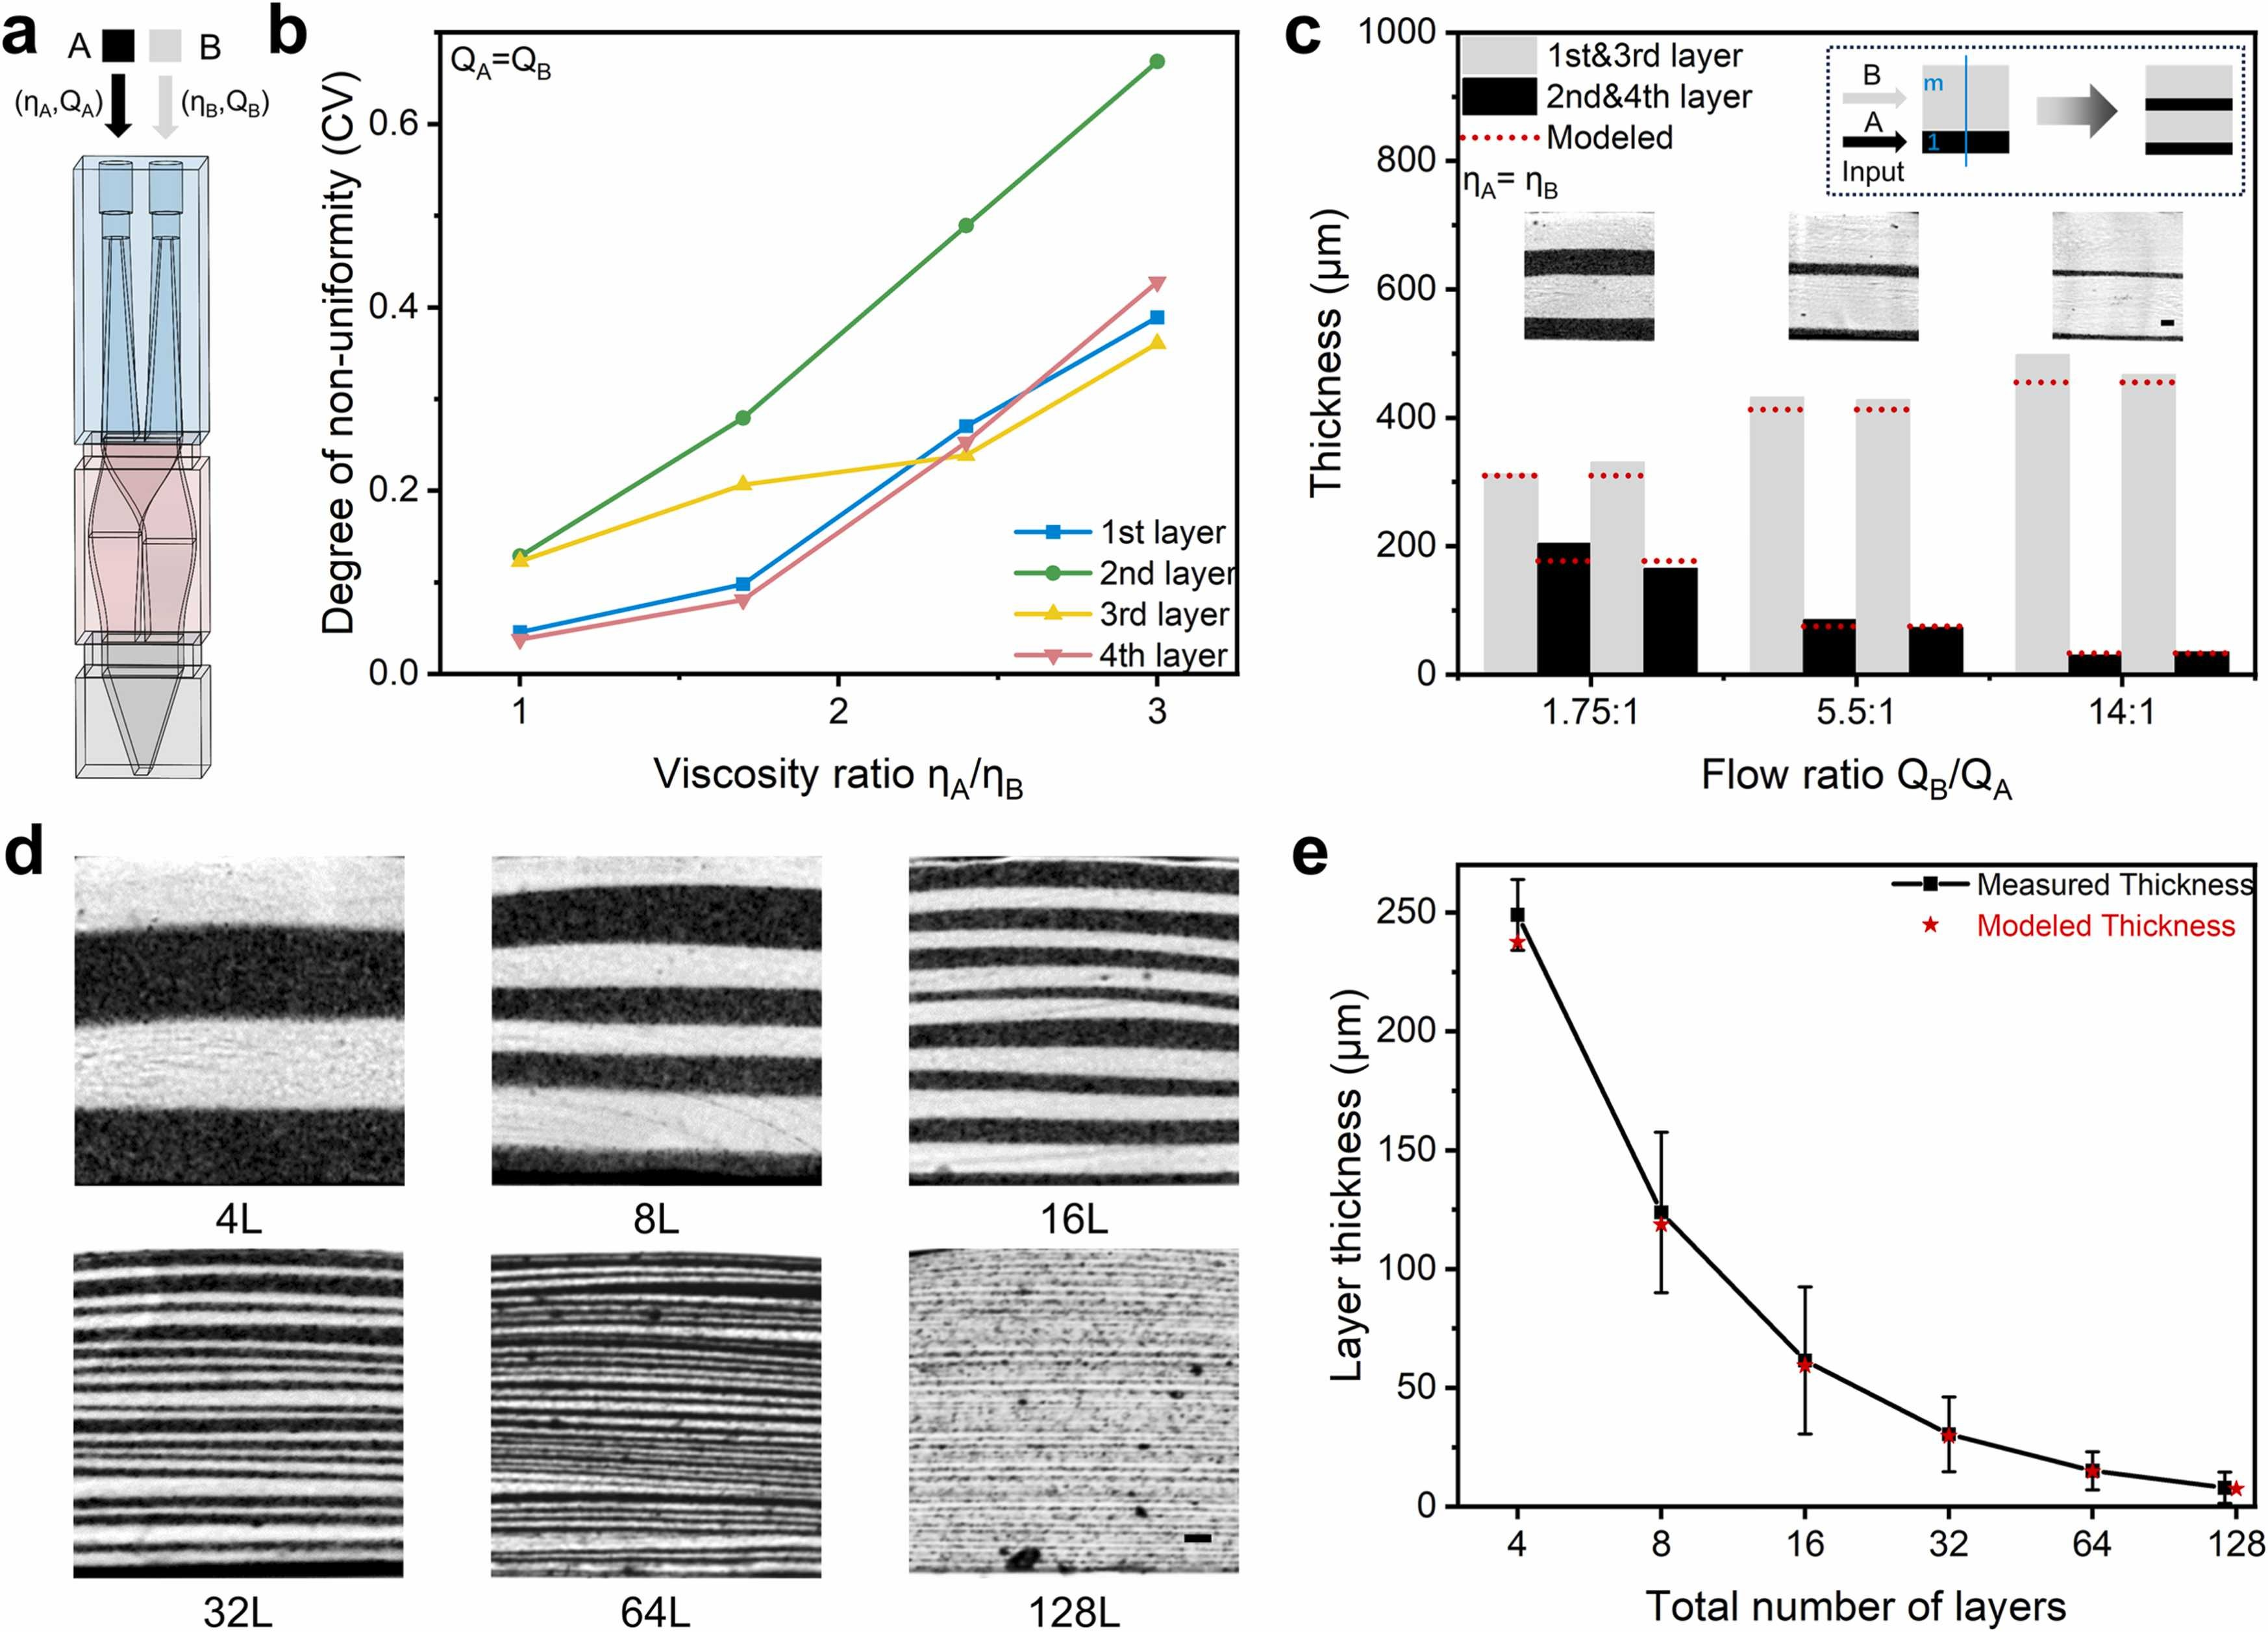 a
A B
(ηA,QA) (ηB,QB)
b
QA=QB
Degree of non-uniformity (CV)
0.6
0.4
0.2
0.0
1st layer
2nd layer
3rd layer
4th layer
1 2 3
Viscosity ratio ηA/ηB
c
1000
800
600
400
200
0
Thickness (μm)
1st&3rd layer
2nd&4th layer
Modeled
ηA= ηB
B
A
Input
m
1
1.75:1 5.5:1 14:1
Flow ratio QB/QA
d
4L 8L 16L
32L 64L 128L
e
Measured Thickness
Modeled Thickness
Layer thickness (μm)
250
200
150
100
50
0
4 8 16 32 64 128
Total number of layers